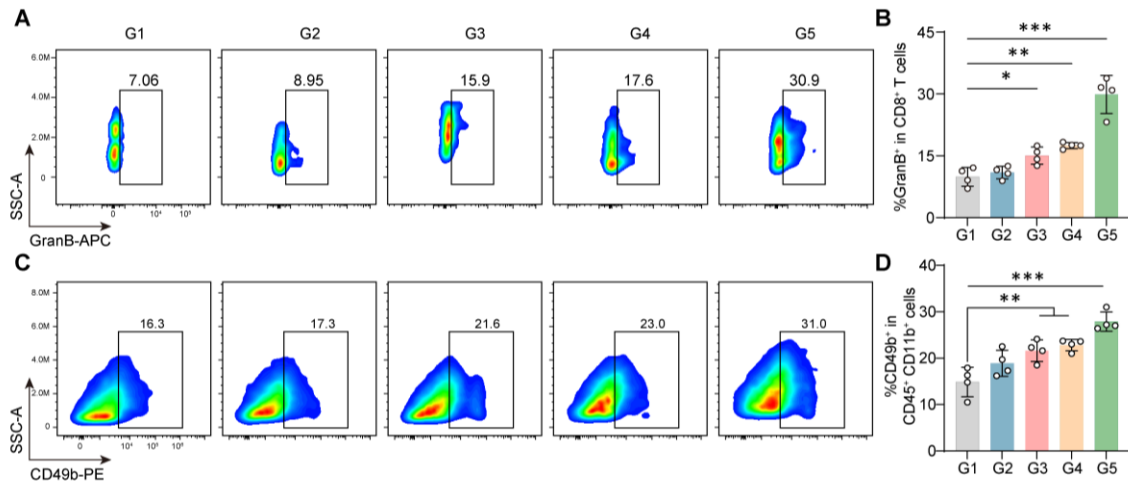 A
G1 G2 G3 G4 G5
7.06 8.95 15.9 17.6 30.9
6.0M
4.0M
2.0M
0
0 10⁴ 10⁵
SSC-A
GranB-APC
B
%GranB⁺ in CD8⁺ T cells
45
30
15
0
***
**
*
G1 G2 G3 G4 G5
C
16.3 17.3 21.6 23.0 31.0
8.0M
6.0M
4.0M
2.0M
0
0 10⁴ 10⁵ 10⁶
SSC-A
CD49b-PE
D
%CD49b⁺ in
CD45⁺ CD11b⁺ cells
40
30
20
10
0
***
**
G1 G2 G3 G4 G5